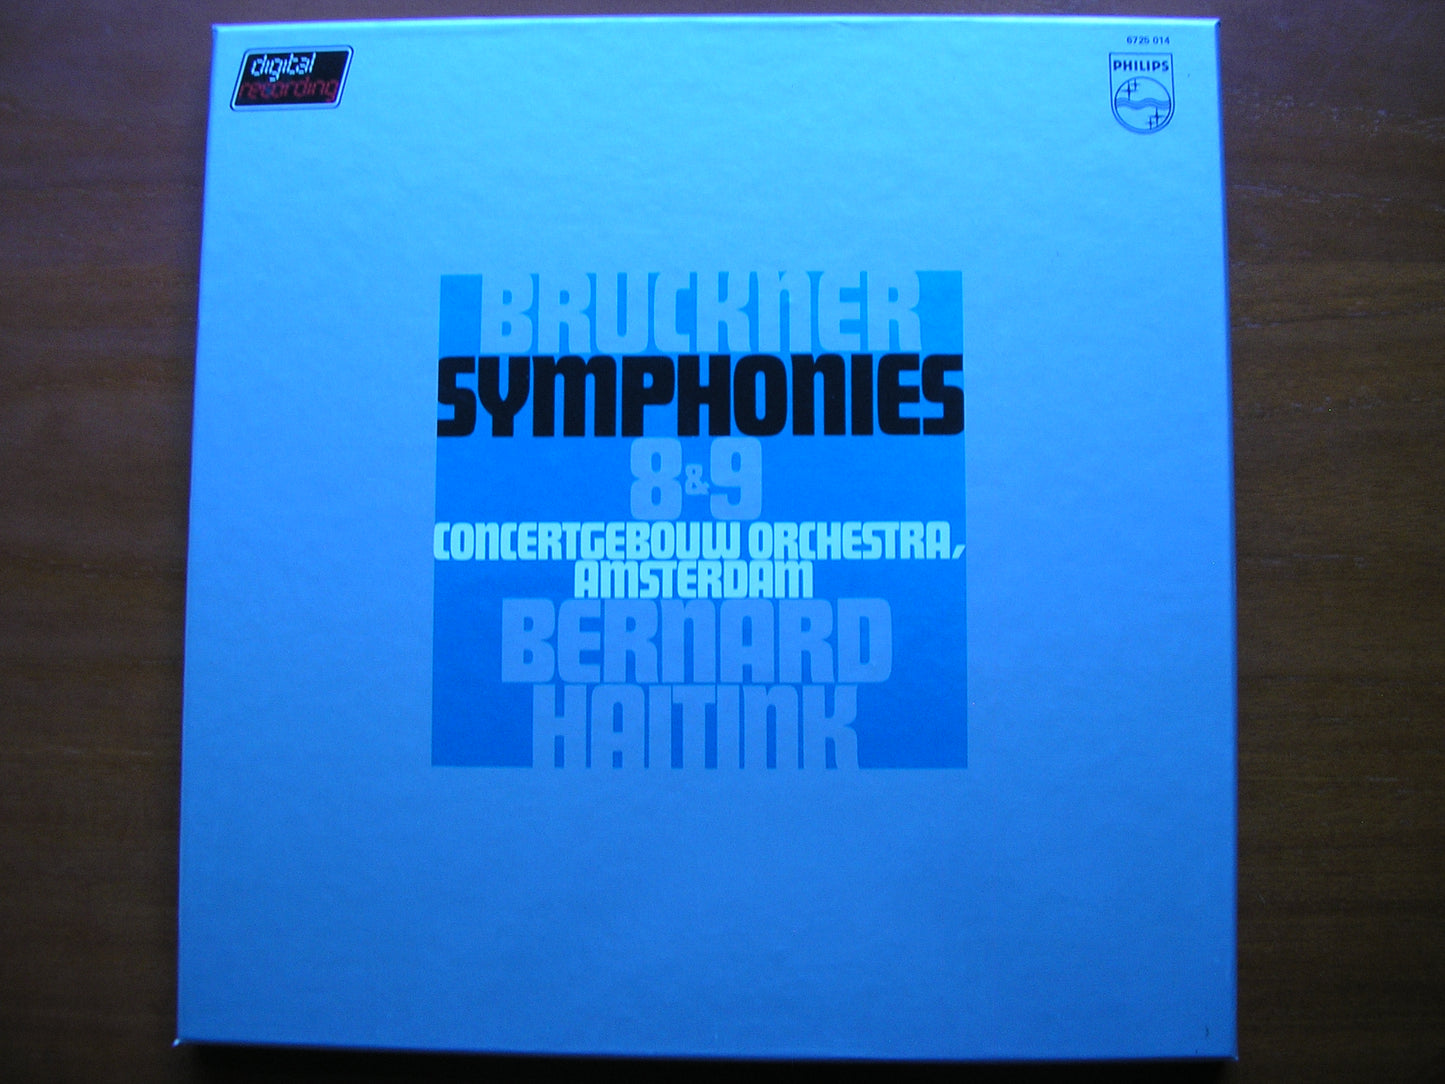 digital
recording
6725 014
PHILIPS
BRUCKNER
SYMPHONIES
8 & 9
CONCERTGEBOUW ORCHESTRA,
AMSTERDAM
BERNARD
HAITINK